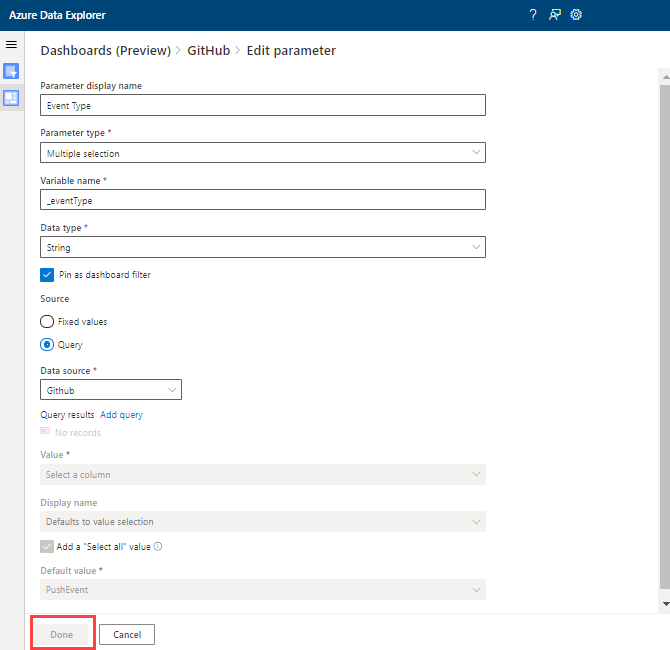 Azure Data Explorer
Dashboards (Preview) > GitHub > Edit parameter
Parameter display name
Event Type
Parameter type *
Multiple selection
Variable name *
_eventType
Data type *
String
Pin as dashboard filter
Source
Fixed values
Query
Data source *
Github
Query results Add query
No records
Value *
Select a column
Display name
Defaults to value selection
Add a "Select all" value
Default value *
PushEvent
Done Cancel